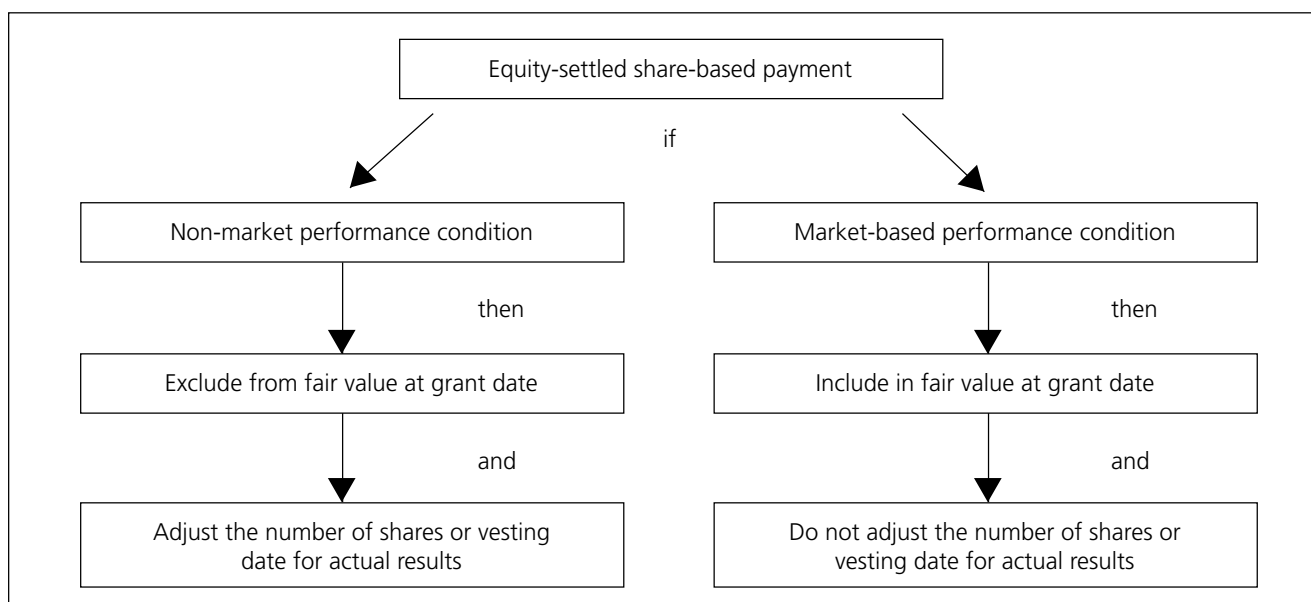 Equity-settled share-based payment
if
Non-market performance condition
Market-based performance condition
then
then
Exclude from fair value at grant date
Include in fair value at grant date
and
and
Adjust the number of shares or vesting
date for actual results
Do not adjust the number of shares or
vesting date for actual results